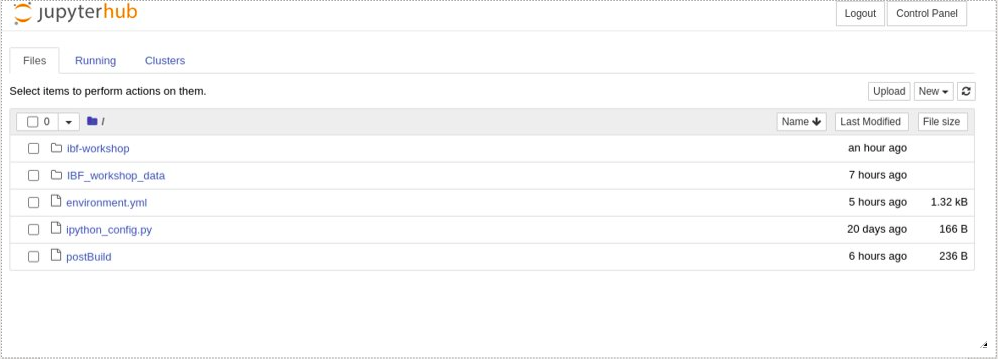 jupyterhub Logout Control Panel
Files Running Clusters
Select items to perform actions on them. Upload New
0 / Name Last Modified File size
ibf-workshop an hour ago
IBF_workshop_data 7 hours ago
environment.yml 5 hours ago 1.32 kB
ipython_config.py 20 days ago 166 B
postBuild 6 hours ago 236 B